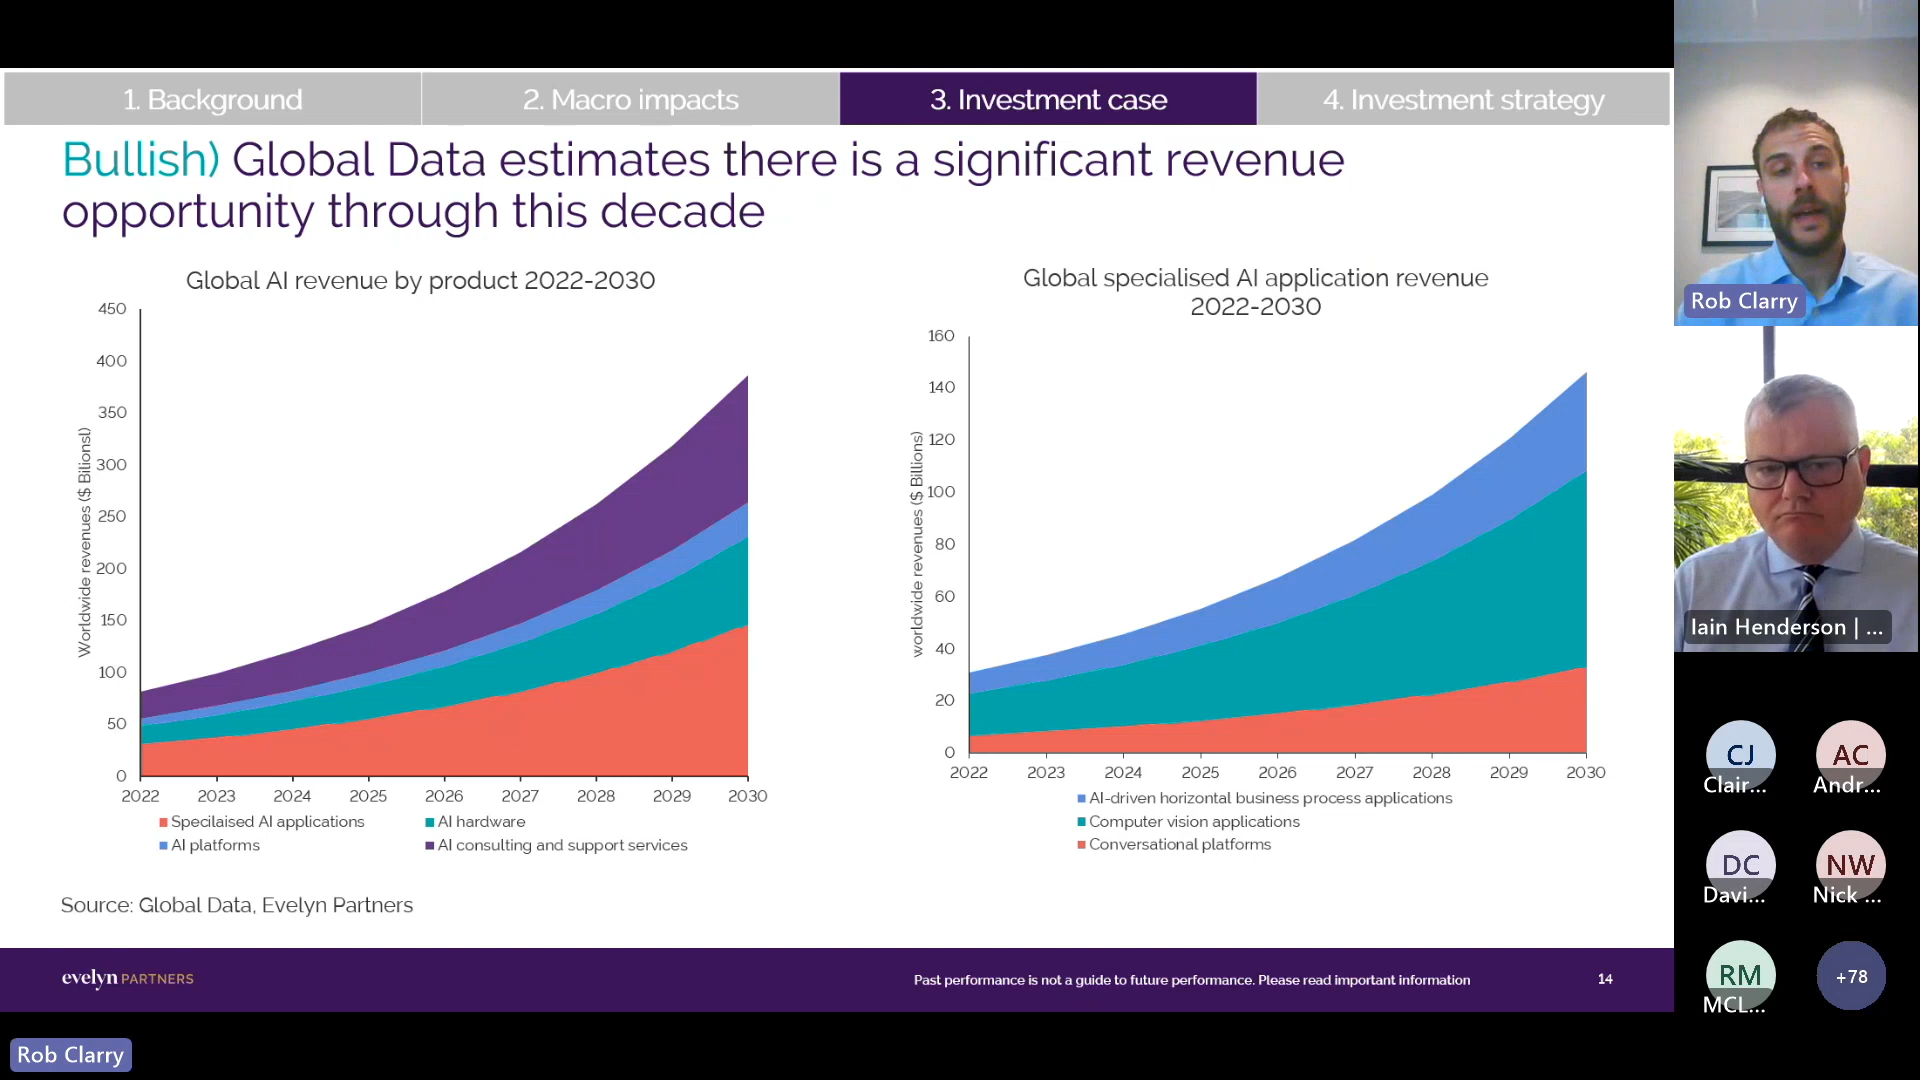 1. Background
2. Macro impacts
3. Investment case
4. Investment strategy
Bullish) Global Data estimates there is a significant revenue
opportunity through this decade
Global AI revenue by product 2022-2030
Worldwide revenues ($ Bilionsl)
450
400
350
300
250
200
150
100
50
0
2022 2023 2024 2025 2026 2027 2028 2029 2030
Specilaised AI applications
AI hardware
AI platforms
AI consulting and support services
Global specialised AI application revenue
2022-2030
worldwide revenues ($ Billions)
160
140
120
100
80
60
40
20
0
2022 2023 2024 2025 2026 2027 2028 2029 2030
AI-driven horizontal business process applications
Computer vision applications
Conversational platforms
Source: Global Data, Evelyn Partners
evelyn PARTNERS
Past performance is not a guide to future performance. Please read important information
14
Rob Clarry
Rob Clarry
Iain Henderson | ...
CJ
Clair...
AC
Andr...
DC
Davi...
NW
Nick ...
RM
MCL...
+78